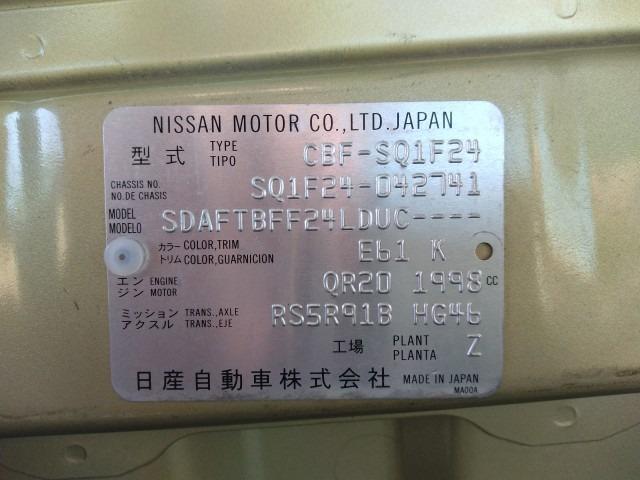 NISSAN MOTOR CO.,LTD.JAPAN
型式 TYPE TIPO CBF-SQ1F24
CHASSIS NO. NO.DE CHASIS SQ1F24-042741
MODEL MODELO SDAFTBFF24LDUC----
カラー COLOR,TRIM トリム COLOR,GUARNICION E61 K
エンジン ENGINE MOTOR QR20 1998 CC
ミッション TRANS.,AXLE アクスル TRANS.,EJE RS5R91B HG46
工場 PLANT PLANTA Z
日産自動車株式会社 MADE IN JAPAN
MA00A